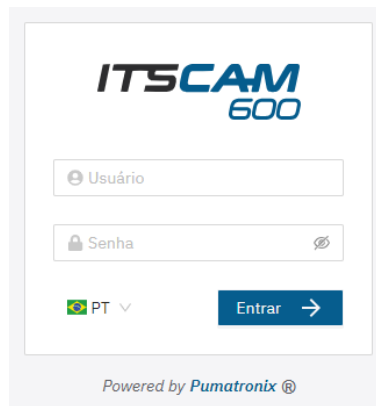 ITSCAM
600
Usuário
Senha
PT
Entrar
Powered by Pumatronix ®